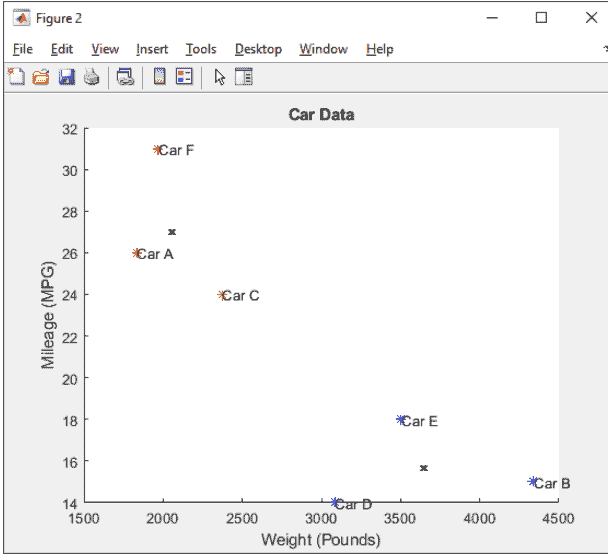 Figure 2
File Edit View Insert Tools Desktop Window Help
Car Data
32
30
28
26
24
22
20
18
16
14
Mileage (MPG)
Car F
Car A
Car C
Car E
Car B
Car D
1500 2000 2500 3000 3500 4000 4500
Weight (Pounds)